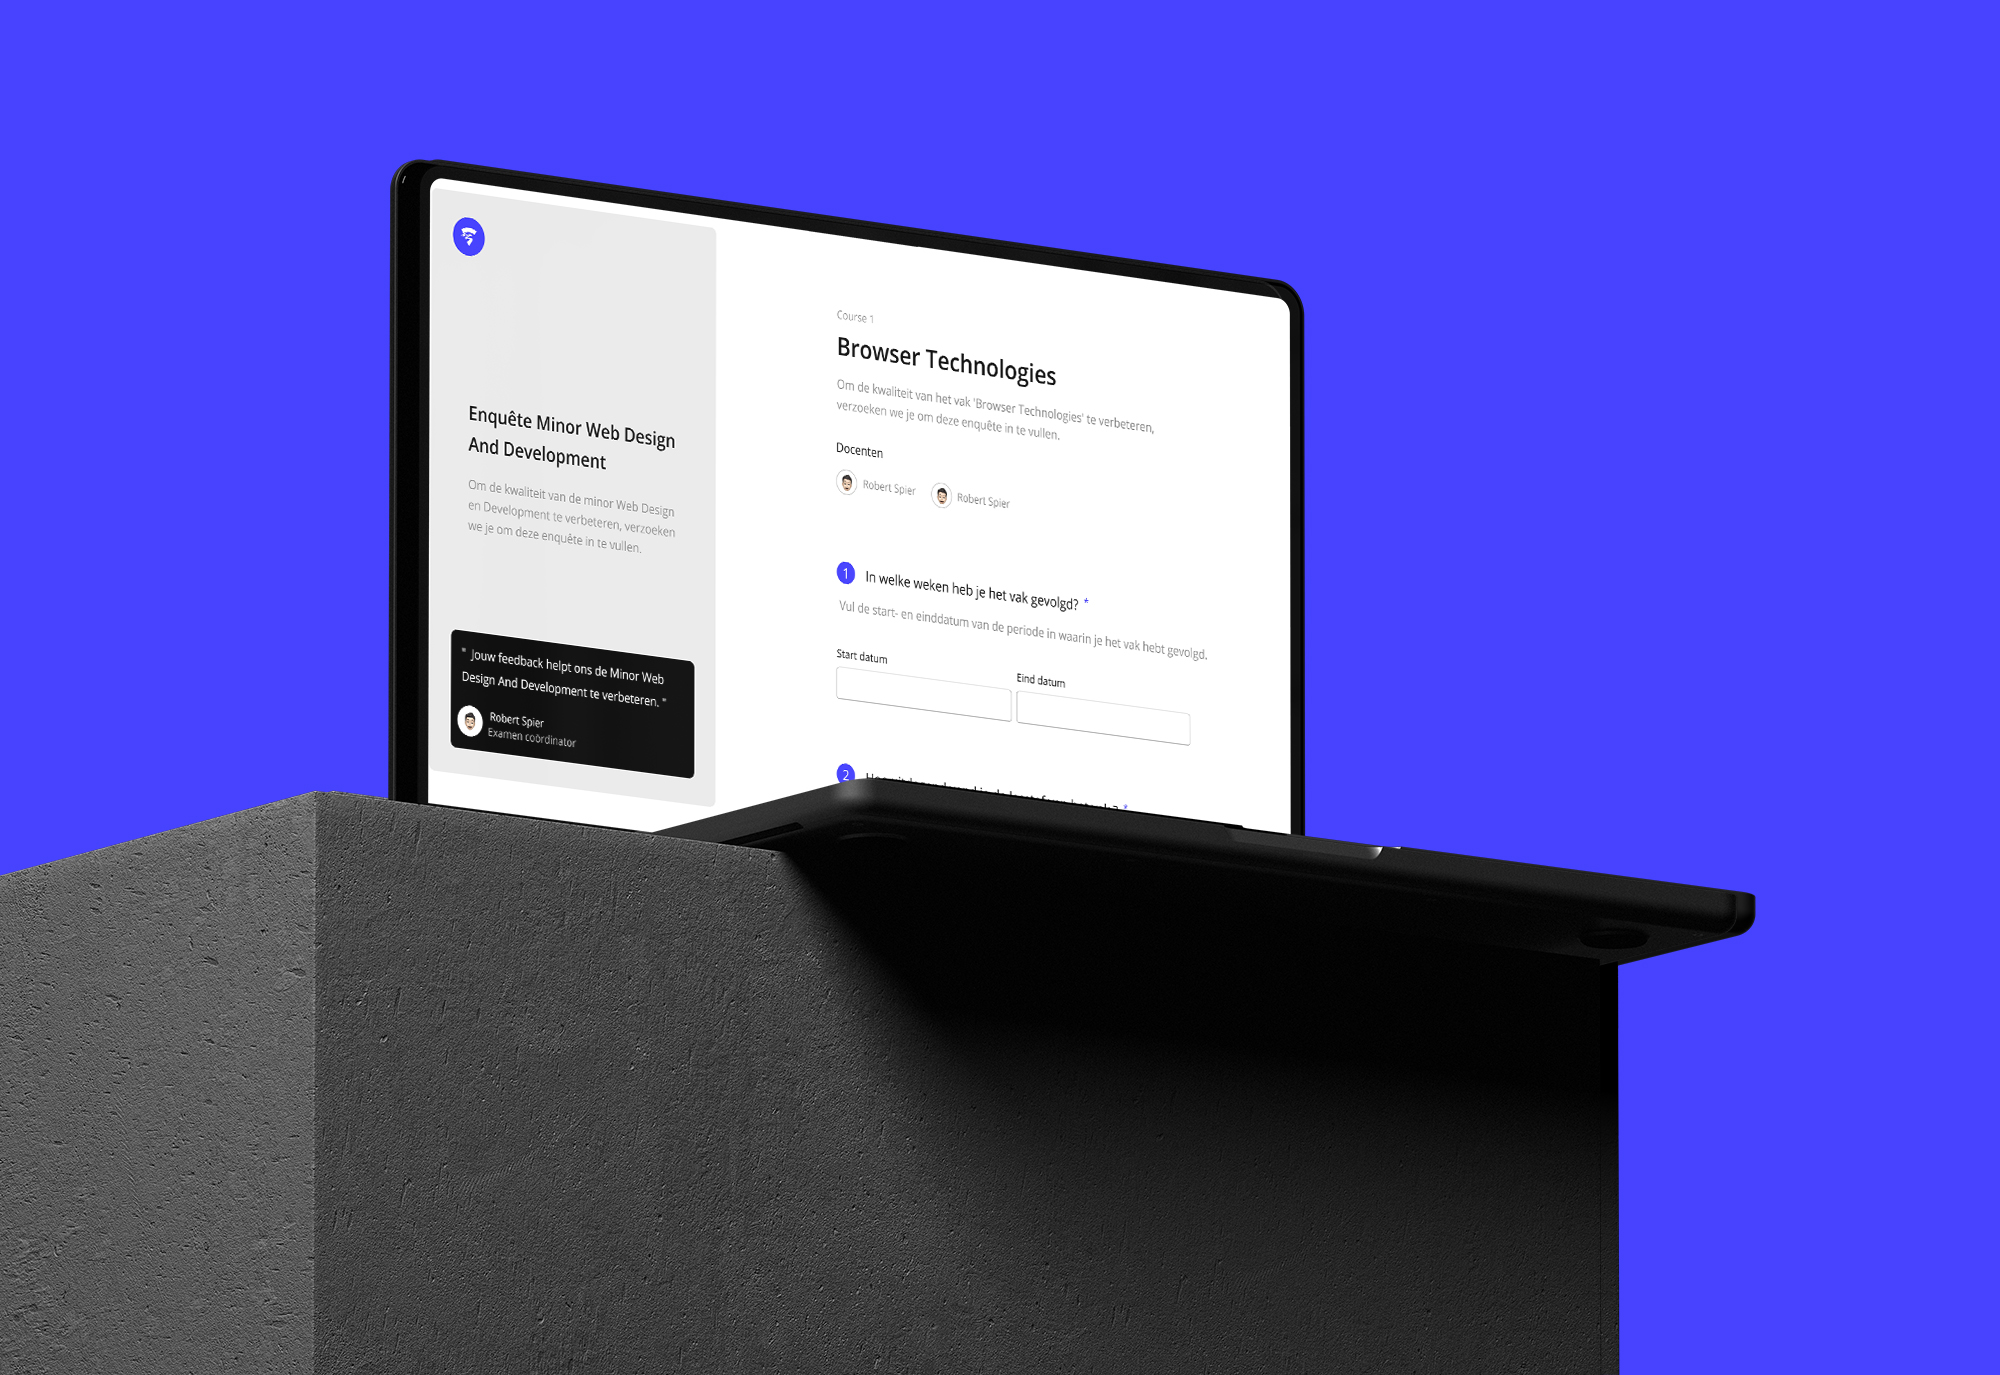 Enquête Minor Web Design
And Development
Om de kwaliteit van de minor Web Design
en Development te verbeteren, verzoeken
we je om deze enquête in te vullen.
" Jouw feedback helpt ons de Minor Web
Design And Development te verbeteren. "
Robert Spier
Examen coördinator
Course 1
Browser Technologies
Om de kwaliteit van het vak 'Browser Technologies' te verbeteren,
verzoeken we je om deze enquête in te vullen.
Docenten
Robert Spier
Robert Spier
1 In welke weken heb je het vak gevolgd? *
Vul de start- en einddatum van de periode in waarin je het vak hebt gevolgd.
Start datum
Eind datum
2